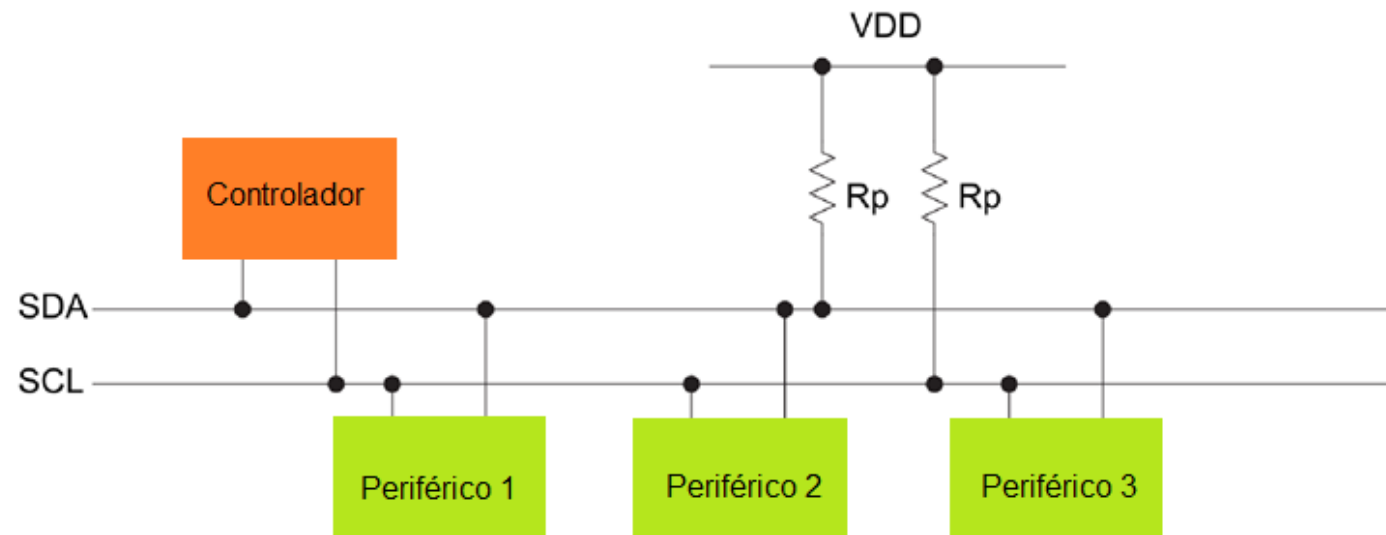 VDD
Controlador
Rp
Rp
SDA
SCL
Periférico 1
Periférico 2
Periférico 3